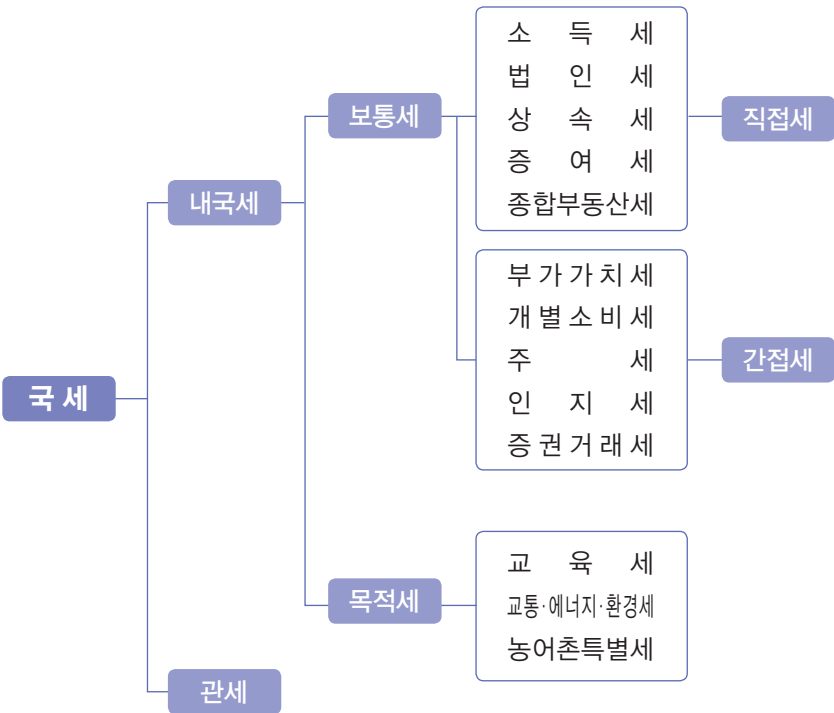 국 세
내국세
보통세
소 득 세
법 인 세
상 속 세
증 여 세
종합부동산세
직접세
부 가 가 치 세
개 별 소 비 세
주 세
인 지 세
증 권 거 래 세
간접세
목적세
교 육 세
교통·에너지·환경세
농어촌특별세
관세